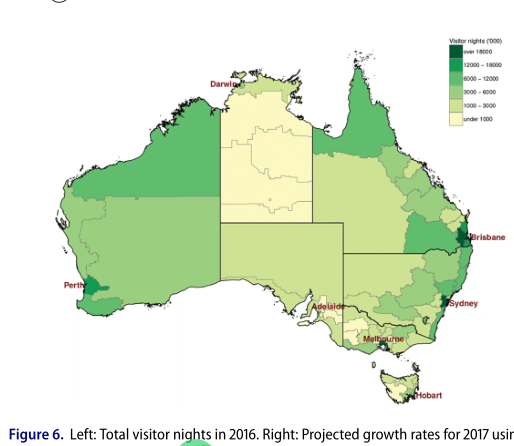 Visitor nights ('000)
over 18000
12000 – 18000
6000 – 12000
3000 – 6000
1000 – 3000
under 1000
Darwin
Brisbane
Perth
Adelaide
Sydney
Melbourne
Hobart
Figure 6. Left: Total visitor nights in 2016. Right: Projected growth rates for 2017 usin